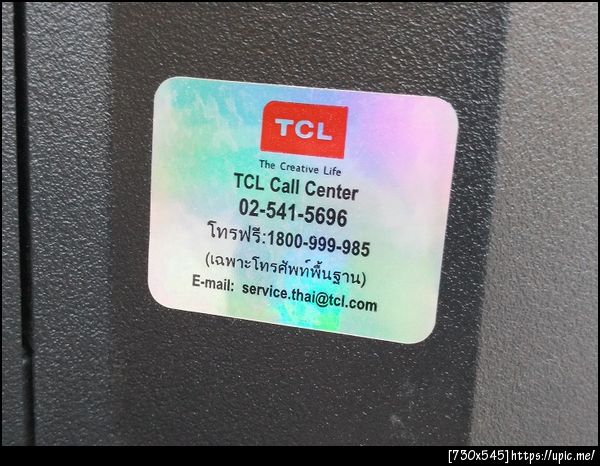 TCL
The Creative Life
TCL Call Center
02-541-5696
โทรฟรี:1800-999-985
(เฉพาะโทรศัพท์พื้นฐาน)
E-mail: service.thai@tcl.com
[730x545]https://upic.me/